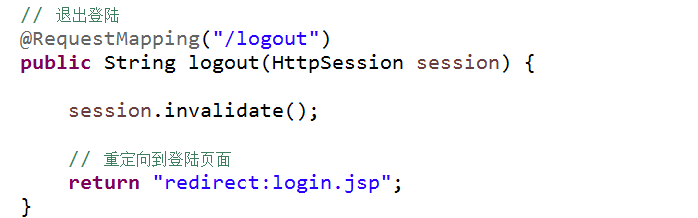 // 退出登陆
@RequestMapping("/logout")
public String logout(HttpSession session) {
session.invalidate();
// 重定向到登陆页面
return "redirect:login.jsp";
}